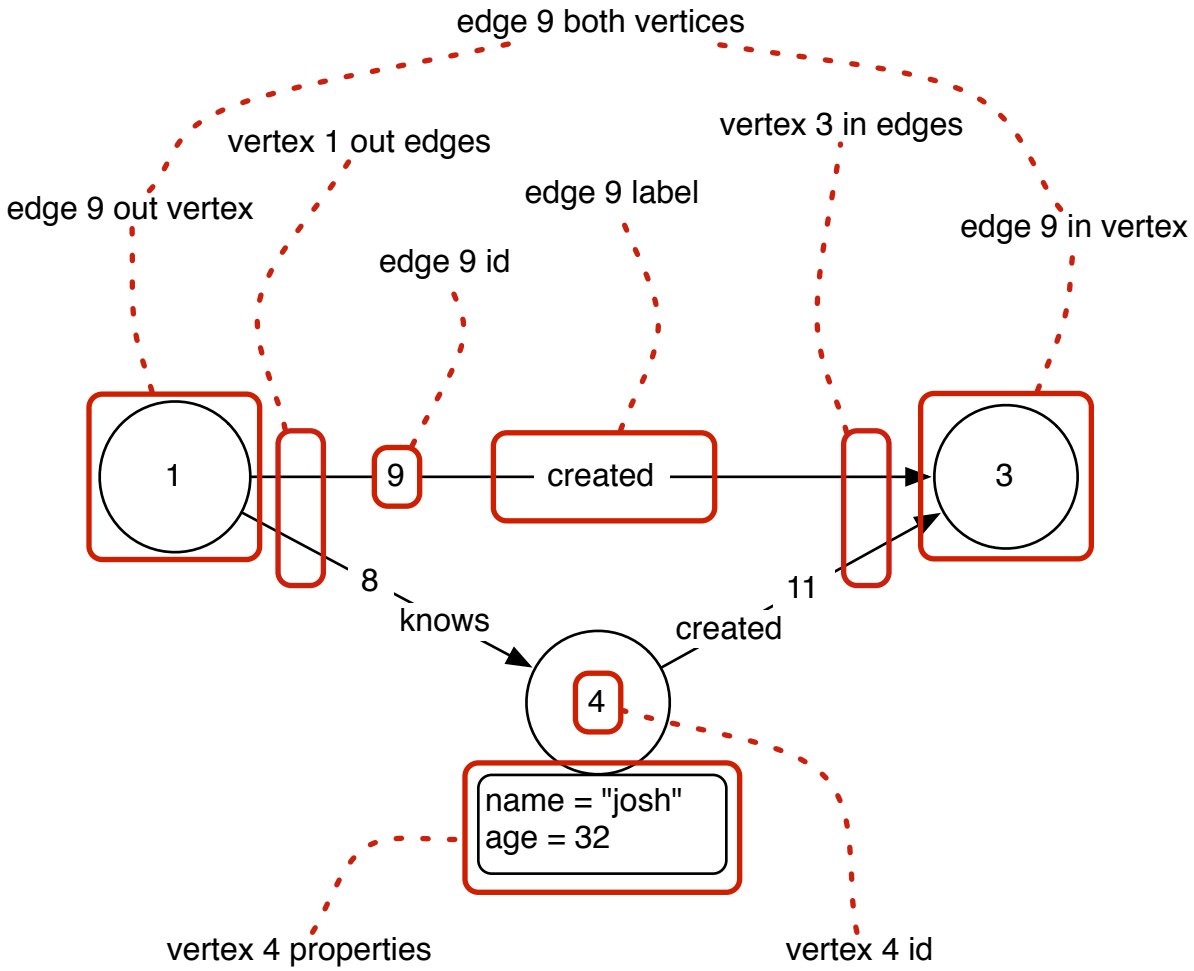 edge 9 both vertices
vertex 3 in edges
vertex 1 out edges
edge 9 label
edge 9 out vertex
edge 9 in vertex
edge 9 id
1
9
created
3
8
11
knows
created
4
name = "josh"
age = 32
vertex 4 properties
vertex 4 id